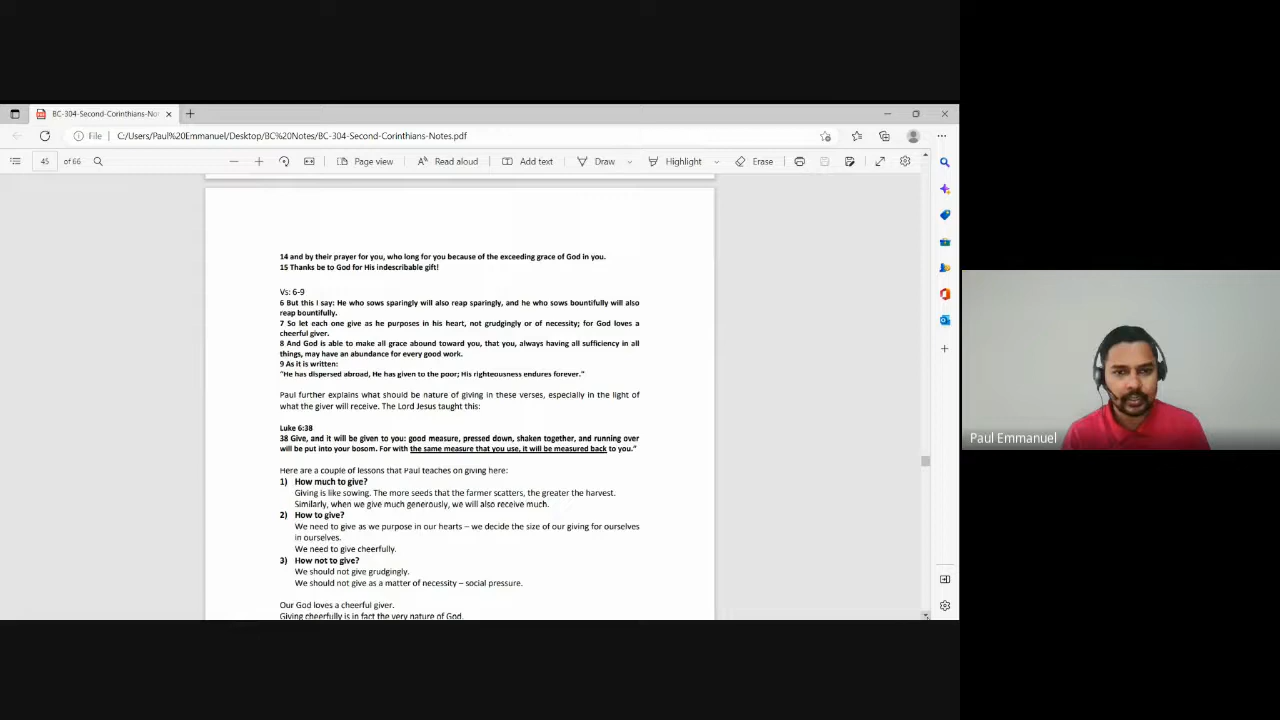 BC-304-Second-Corinthians-No
File C:/Users/Paul%20Emmanuel/Desktop/BC%20Notes/BC-304-Second-Corinthians-Notes.pdf
45 of 66 Page view Read aloud Add text Draw Highlight Erase
14 and by their prayer for you, who long for you because of the exceeding grace of God in you.
15 Thanks be to God for His indescribable gift!
Vs: 6-9
6 But this I say: He who sows sparingly will also reap sparingly, and he who sows bountifully will also
reap bountifully.
7 So let each one give as he purposes in his heart, not grudgingly or of necessity; for God loves a
cheerful giver.
8 And God is able to make all grace abound toward you, that you, always having all sufficiency in all
things, may have an abundance for every good work.
9 As it is written:
"He has dispersed abroad, He has given to the poor; His righteousness endures forever."
Paul further explains what should be nature of giving in these verses, especially in the light of
what the giver will receive. The Lord Jesus taught this:
Luke 6:38
38 Give, and it will be given to you: good measure, pressed down, shaken together, and running over
will be put into your bosom. For with the same measure that you use, it will be measured back to you."
Here are a couple of lessons that Paul teaches on giving here:
1) How much to give?
Giving is like sowing. The more seeds that the farmer scatters, the greater the harvest.
Similarly, when we give much generously, we will also receive much.
2) How to give?
We need to give as we purpose in our hearts – we decide the size of our giving for ourselves
in ourselves.
We need to give cheerfully.
3) How not to give?
We should not give grudgingly.
We should not give as a matter of necessity – social pressure.
Our God loves a cheerful giver.
Giving cheerfully is in fact the very nature of God.
Paul Emmanuel